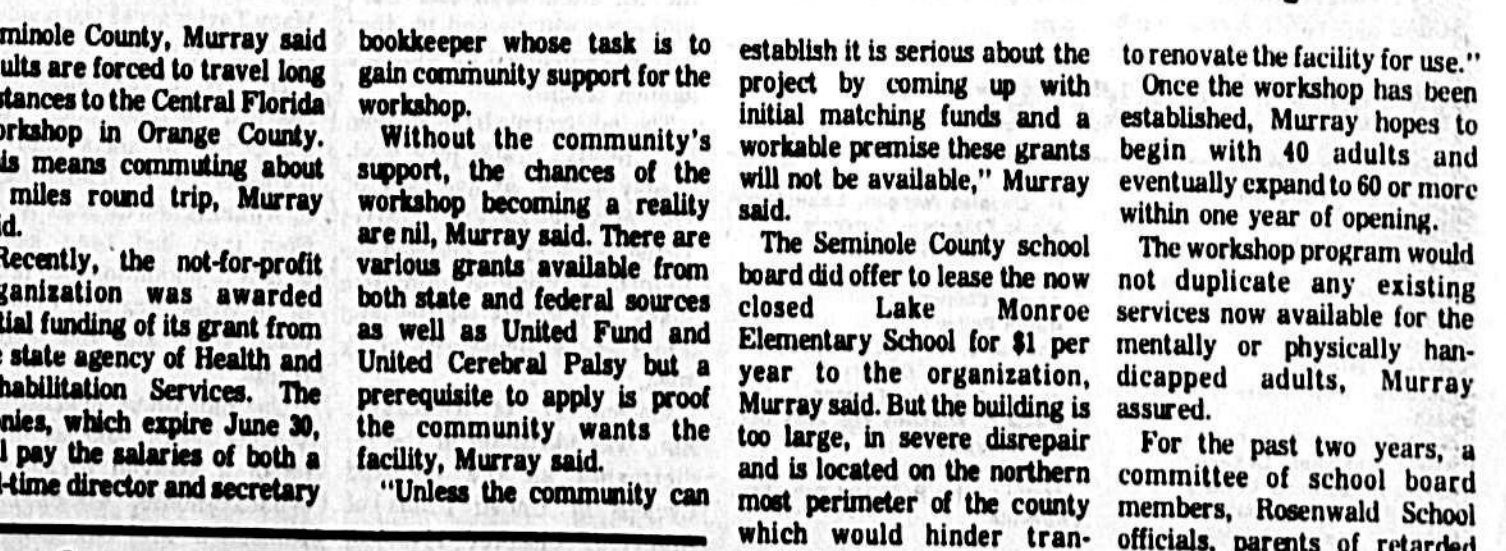 minole County, Murray said
ults are forced to travel long
stances to the Central Florida
orkshop in Orange County.
is means commuting about
miles round trip, Murray
id.
Recently, the not-for-profit
ganization was awarded
tial funding of its grant from
state agency of Health and
habilitation Services. The
onies, which expire June 30,
l pay the salaries of both a
l-time director and secretary
bookkeeper whose task is to
gain community support for the
workshop.
Without the community's
support, the chances of the
workshop becoming a reality
are nil, Murray said. There are
various grants available from
both state and federal sources
as well as United Fund and
United Cerebral Palsy but a
prerequisite to apply is proof
the community wants the
facility, Murray said.
"Unless the community can
establish it is serious about the
project by coming up with
initial matching funds and a
workable premise these grants
will not be available," Murray
said.
The Seminole County school
board did offer to lease the now
closed Lake Monroe
Elementary School for $1 per
year to the organization,
Murray said. But the building is
too large, in severe disrepair
and is located on the northern
most perimeter of the county
which would hinder tran-
to renovate the facility for use."
Once the workshop has been
established, Murray hopes to
begin with 40 adults and
eventually expand to 60 or more
within one year of opening.
The workshop program would
not duplicate any existing
services now available for the
mentally or physically han-
dicapped adults, Murray
assured.
For the past two years, a
committee of school board
members, Rosenwald School
officials, parents of retarded